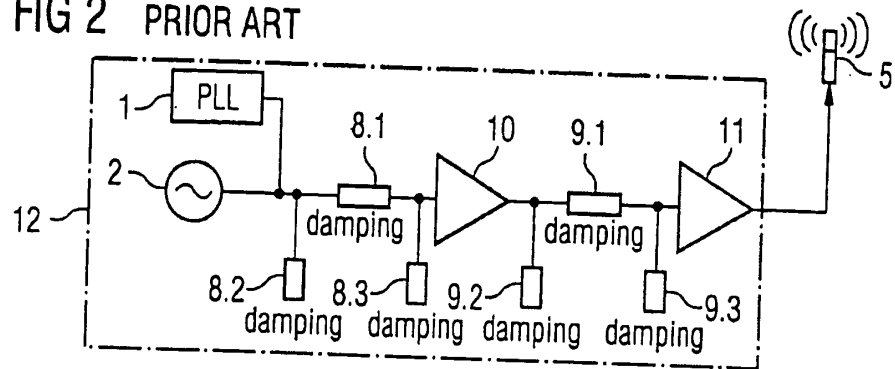 FIG 2 PRIOR ART
1
PLL
8.1
10
9.1
11
5
2
12
damping
damping
8.2
8.3
9.2
9.3
damping
damping
damping
damping